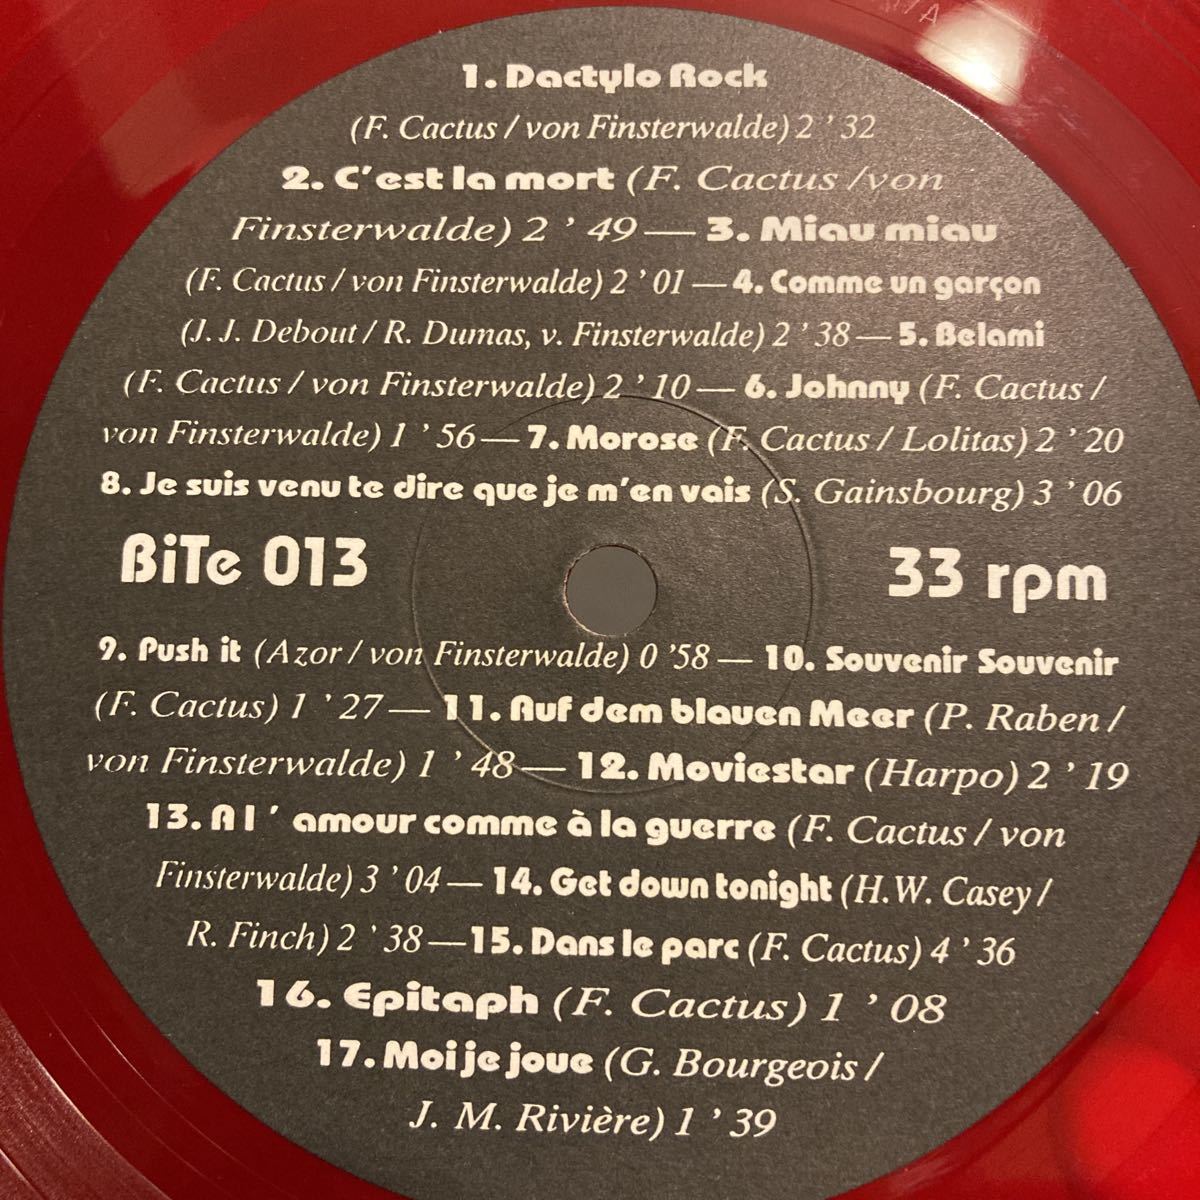 1. Dactylo Rock
(F. Cactus / von Finsterwalde) 2 ' 32
2. C'est la mort (F. Cactus /von
Finsterwalde) 2 ' 49 — 3. Miau miau
(F. Cactus / von Finsterwalde) 2 ' 01 — 4. Comme un garçon
(J. J. Debout / R. Dumas, v. Finsterwalde) 2 ' 38 — 5. Belami
(F. Cactus / von Finsterwalde) 2 ' 10 — 6. Johnny (F. Cactus /
von Finsterwalde) 1 ' 56 — 7. Morose (F. Cactus / Lolitas) 2 ' 20
8. Je suis venu te dire que je m'en vais (S. Gainsbourg) 3 ' 06
BiTe 013 33 rpm
9. Push it (Azor / von Finsterwalde) 0 '58 — 10. Souvenir Souvenir
(F. Cactus) 1 ' 27 — 11. Auf dem blauen Meer (P. Raben /
von Finsterwalde) 1 ' 48 — 12. Moviestar (Harpo) 2 ' 19
13. A l ' amour comme à la guerre (F. Cactus / von
Finsterwalde) 3 ' 04 — 14. Get down tonight (H.W. Casey /
R. Finch) 2 ' 38 — 15. Dans le parc (F. Cactus) 4 ' 36
16. Epitaph (F. Cactus) 1 ' 08
17. Moi je joue (G. Bourgeois /
J. M. Rivière) 1 ' 39